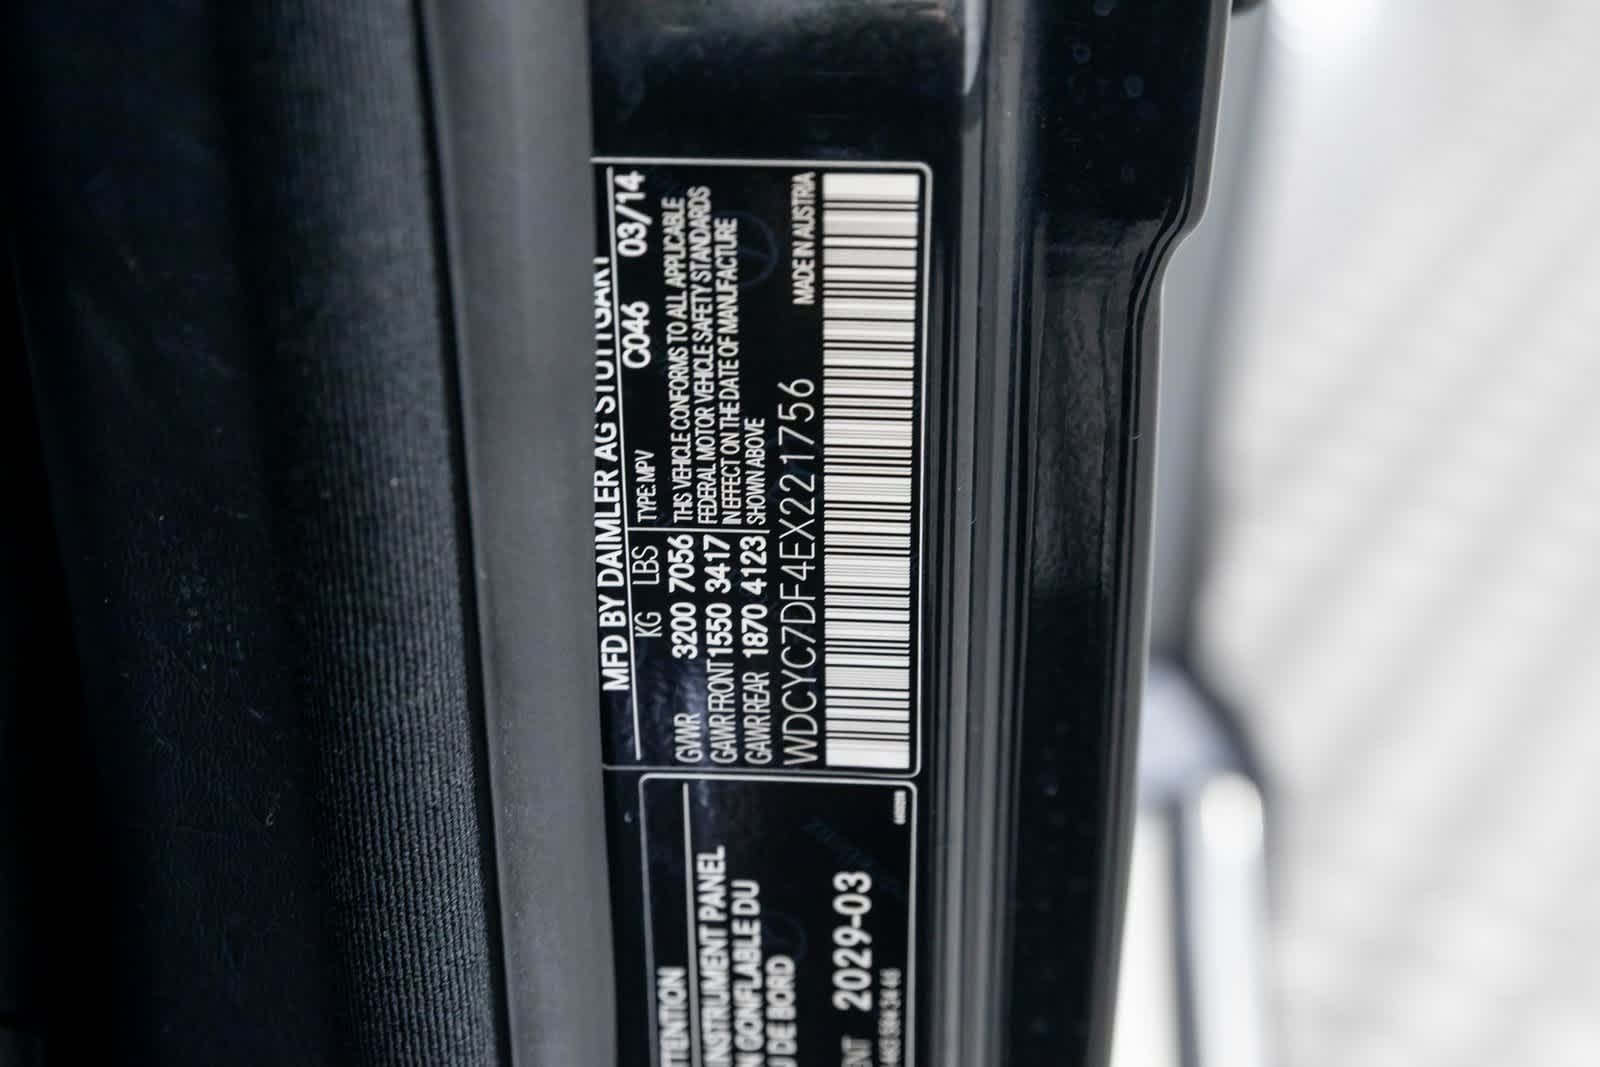 MFD BY DAIMLER AG STUTTGART
KG LBS TYPE: MPV C046 03/14
GVWR 3200 7056 THIS VEHICLE CONFORMS TO ALL APPLICABLE
GAWR FRONT 1550 3417 FEDERAL MOTOR VEHICLE SAFETY STANDARDS
GAWR REAR 1870 4123 IN EFFECT ON THE DATE OF MANUFACTURE
SHOWN ABOVE
WDCYC7DF4EX221756 MADE IN AUSTRIA
TTENTION
INSTRUMENT PANEL
N GONFLABLE DU
U DE BORD
ENT 2029-03